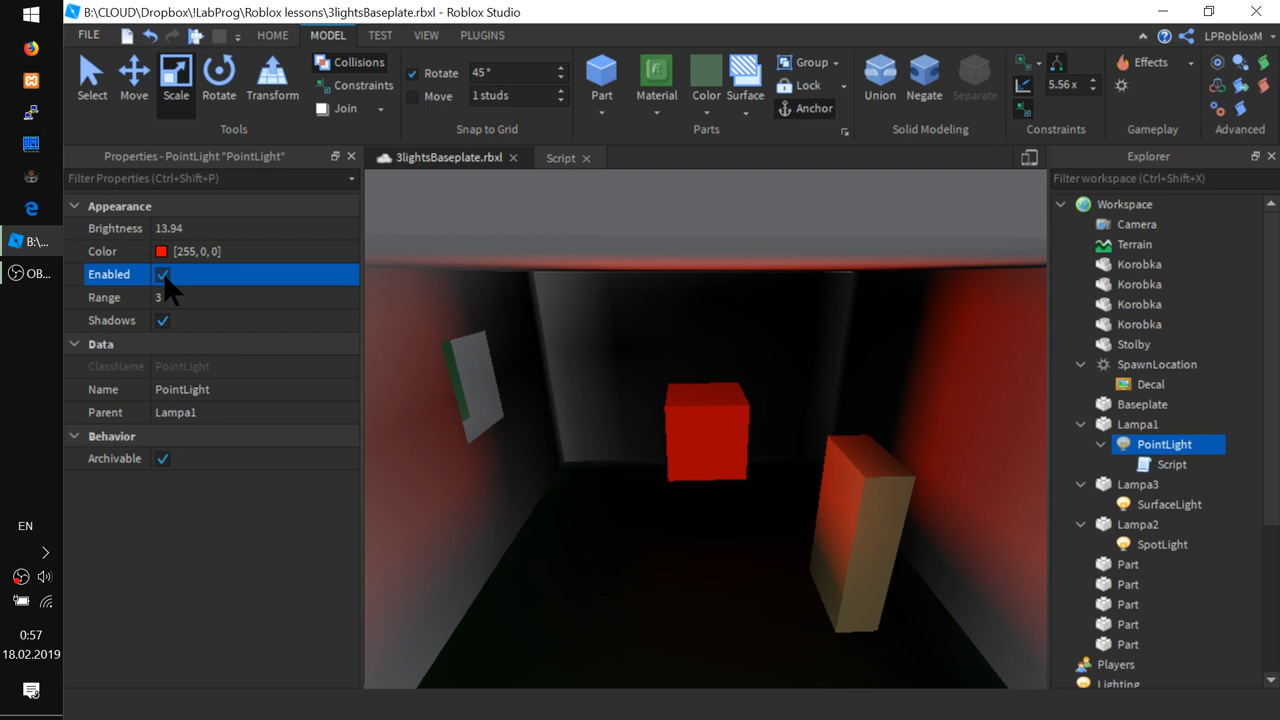 B:\CLOUD\Dropbox\!LabProg\Roblox lessons\3lightsBaseplate.rbxl - Roblox Studio
FILE
HOME
MODEL
TEST
VIEW
PLUGINS
LPRobloxM
Select
Move
Scale
Rotate
Transform
Collisions
Constraints
Join
Tools
Rotate
45°
Move
1 studs
Snap to Grid
Part
Material
Color
Surface
Group
Lock
Anchor
Parts
Union
Negate
Separate
Solid Modeling
5.56x
Constraints
Effects
Gameplay
Advanced
Properties - PointLight "PointLight"
Filter Properties (Ctrl+Shift+P)
Appearance
Brightness 13.94
Color [255, 0, 0]
Enabled
Range 3
Shadows
Data
ClassName PointLight
Name PointLight
Parent Lampa1
Behavior
Archivable
3lightsBaseplate.rbxl
Script
Explorer
Filter workspace (Ctrl+Shift+X)
Workspace
Camera
Terrain
Korobka
Korobka
Korobka
Korobka
Stolby
SpawnLocation
Decal
Baseplate
Lampa1
PointLight
Script
Lampa3
SurfaceLight
Lampa2
SpotLight
Part
Part
Part
Part
Part
Players
Lighting
B:\...
OB...
EN
0:57
18.02.2019